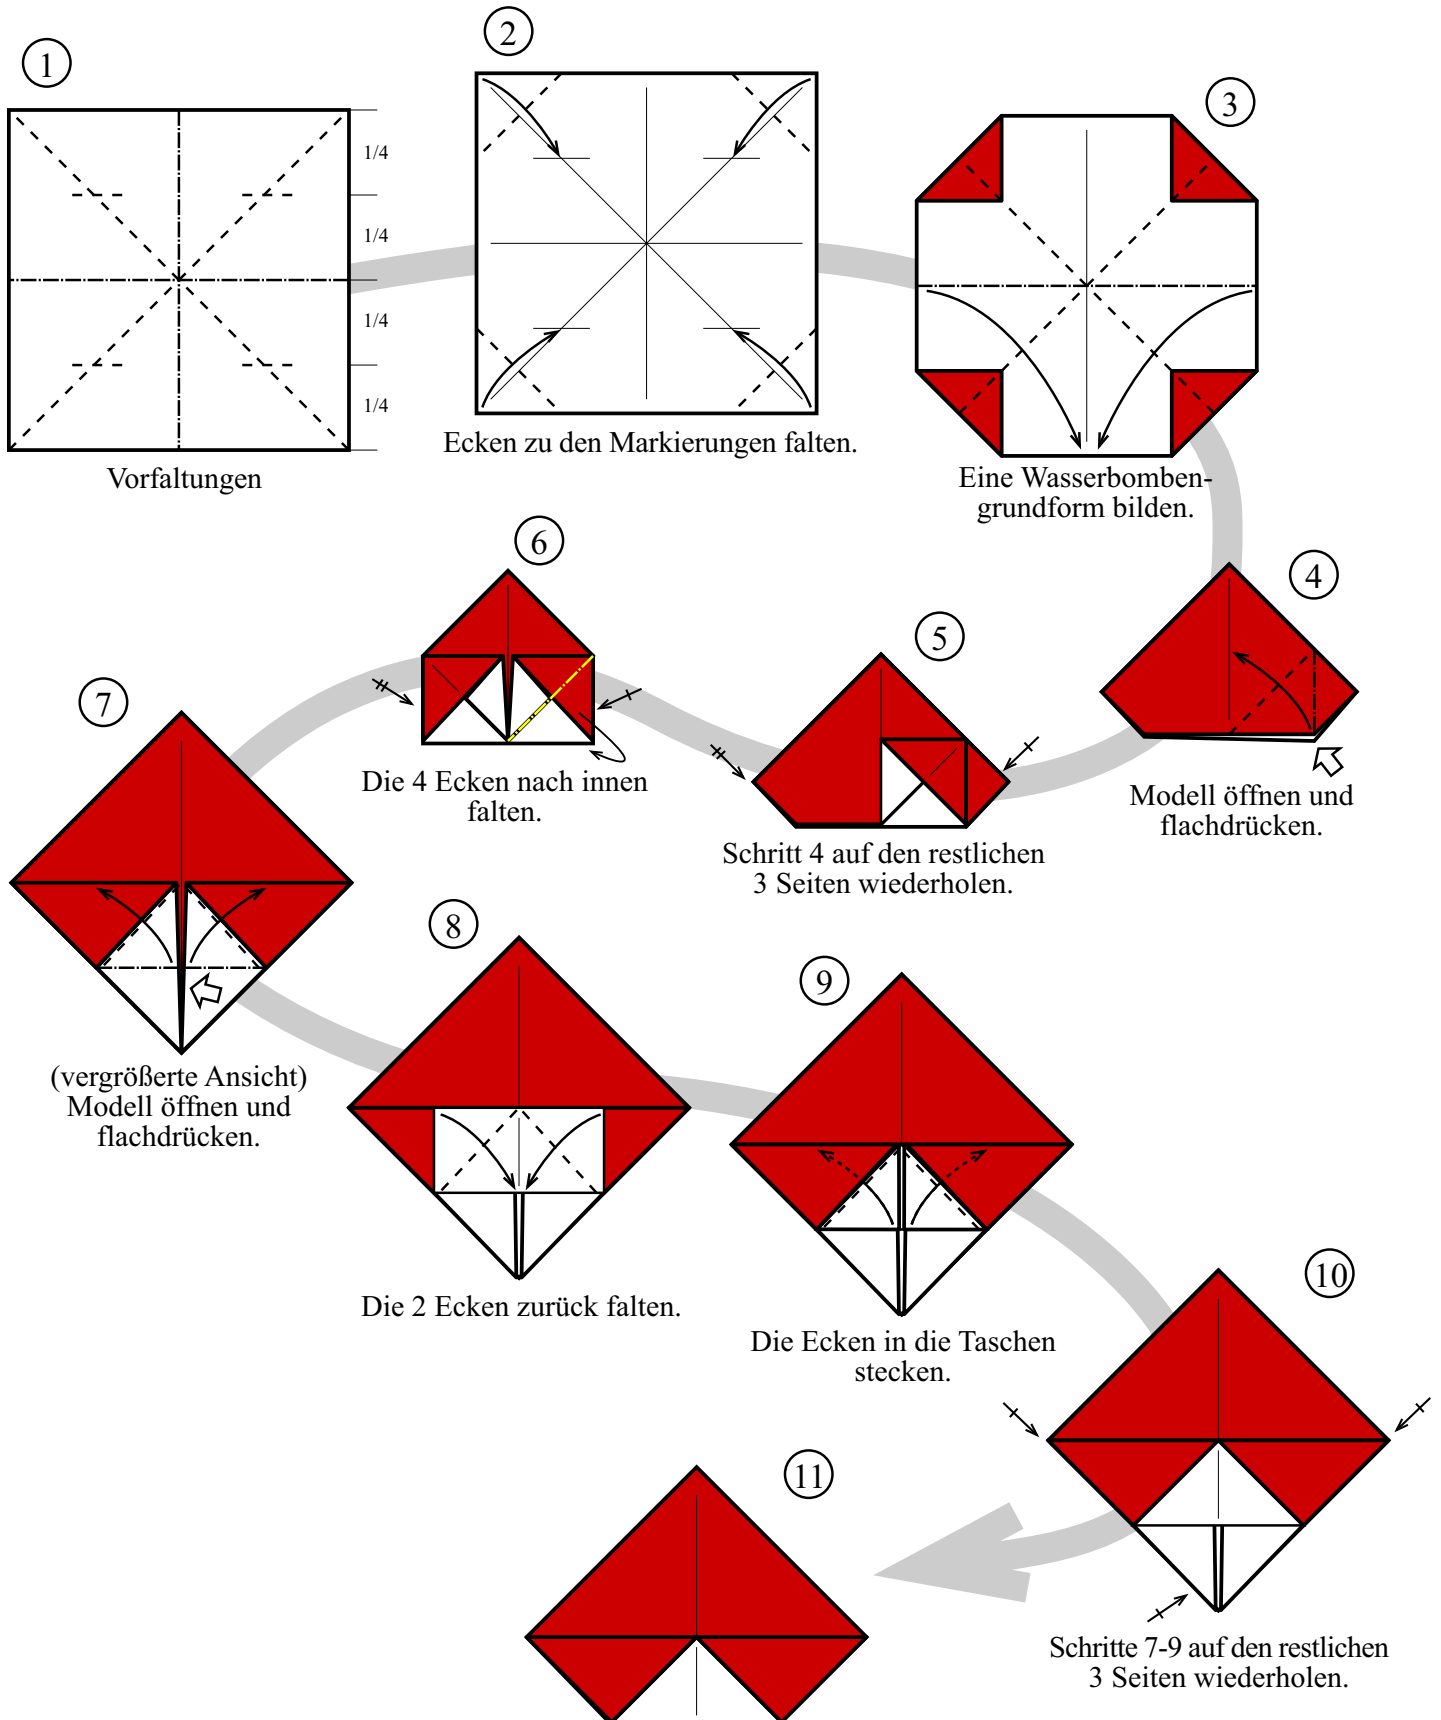 1
1/4
1/4
1/4
1/4
Vorfaltungen
2
Ecken zu den Markierungen falten.
3
Eine Wasserbomben-
grundform bilden.
4
Modell öffnen und
flachdrücken.
5
Schritt 4 auf den restlichen
3 Seiten wiederholen.
6
Die 4 Ecken nach innen
falten.
7
(vergrößerte Ansicht)
Modell öffnen und
flachdrücken.
8
Die 2 Ecken zurück falten.
9
Die Ecken in die Taschen
stecken.
10
Schritte 7-9 auf den restlichen
3 Seiten wiederholen.
11